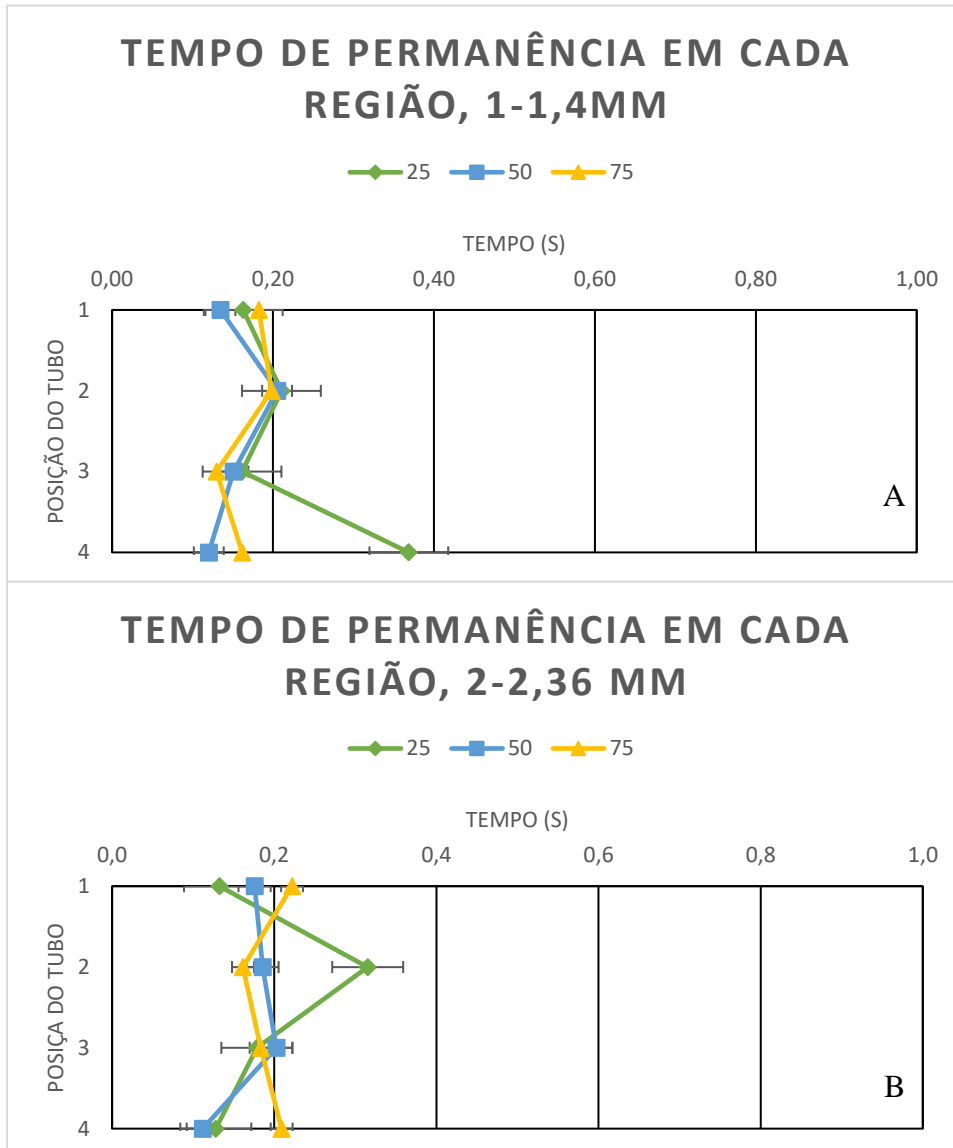 TEMPO DE PERMANÊNCIA EM CADA
REGIÃO, 1-1,4MM
25 50 75
TEMPO (S)
0,00 0,20 0,40 0,60 0,80 1,00
POSIÇÃO DO TUBO
1
2
3
4
A
TEMPO DE PERMANÊNCIA EM CADA
REGIÃO, 2-2,36 MM
25 50 75
TEMPO (S)
0,0 0,2 0,4 0,6 0,8 1,0
POSIÇA DO TUBO
1
2
3
4
B